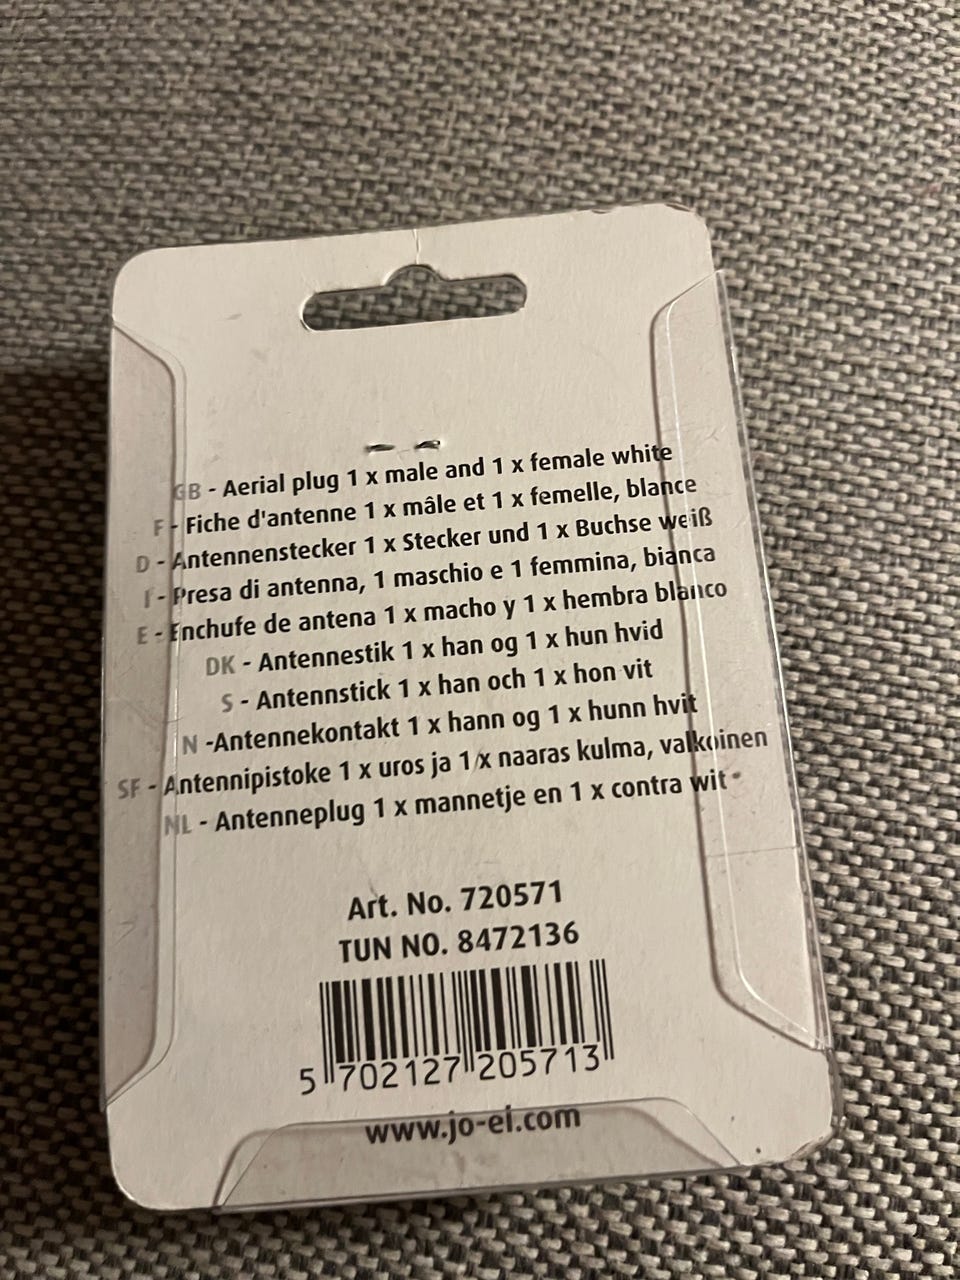 GB - Aerial plug 1 x male and 1 x female white
F - Fiche d'antenne 1 x mâle et 1 x femelle, blance
D - Antennenstecker 1 x Stecker und 1 x Buchse weiß
I - Presa di antenna, 1 maschio e 1 femmina, bianca
E - Enchufe de antena 1 x macho y 1 x hembra blanco
DK - Antennestik 1 x han og 1 x hun hvid
S - Antennstick 1 x han och 1 x hon vit
N -Antennekontakt 1 x hann og 1 x hunn hvit
SF - Antennipistoke 1 x uros ja 1 x naaras kulma, valkoinen
NL - Antenneplug 1 x mannetje en 1 x contra wit
Art. No. 720571
TUN NO. 8472136
5 702127 205713
www.jo-el.com